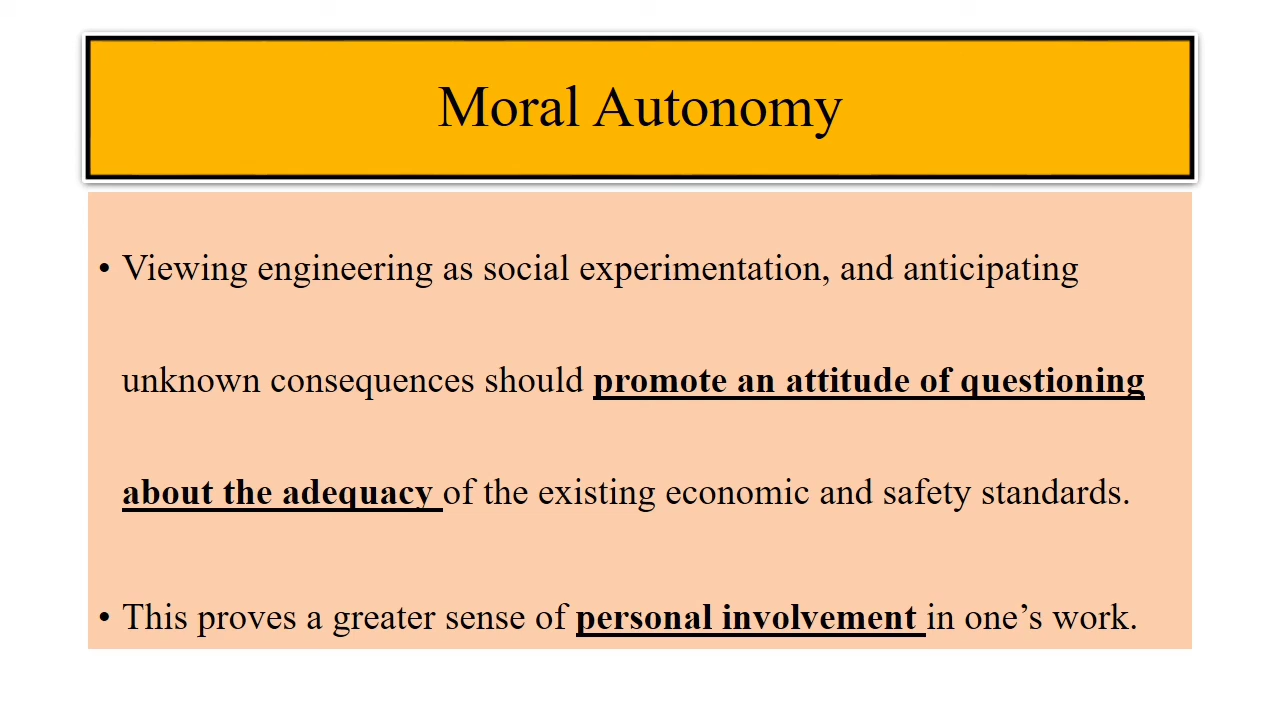 Moral Autonomy
• Viewing engineering as social experimentation, and anticipating
unknown consequences should promote an attitude of questioning
about the adequacy of the existing economic and safety standards.
• This proves a greater sense of personal involvement in one’s work.